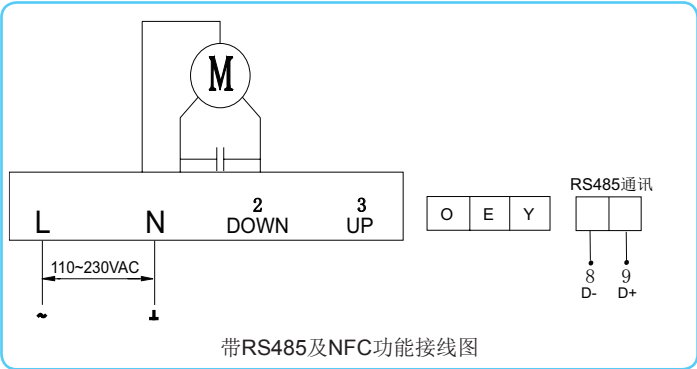 M
RS485通讯
2 3
L N DOWN UP
O E Y
110~230VAC
8 9
D- D+
~
带RS485及NFC功能接线图